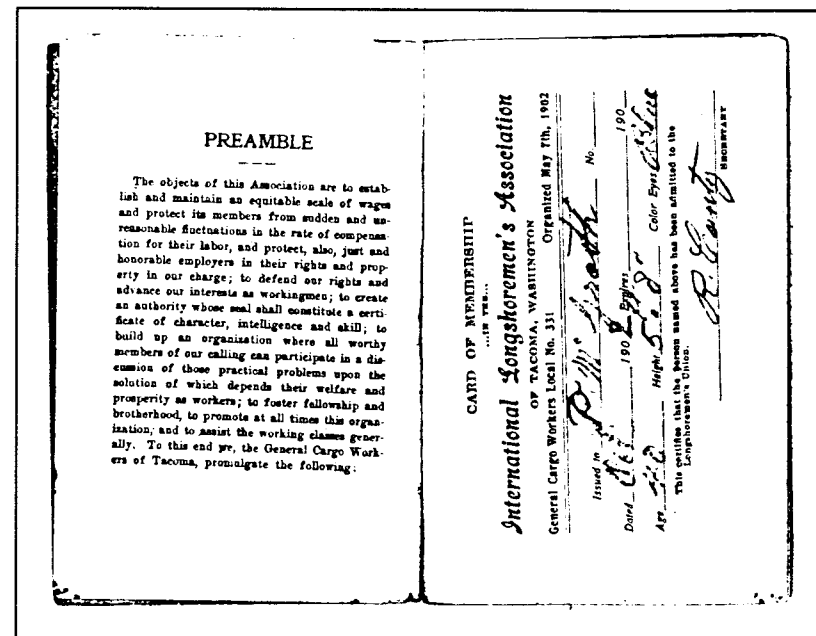 PREAMBLE
The objects of this Association are to estab-
lish and maintain an equitable scale of wages
and protect its members from sudden and un-
reasonable fluctuations in the rate of compensa-
tion for their labor, and protect, also, just and
honorable employers in their rights and prop-
erty in our charge; to defend our rights and
advance our interests as workingmen; to create
an authority whose seal shall constitute a certi-
ficate of character, intelligence and skill; to
build up an organization where all worthy
members of our calling can participate in a dis-
cussion of those practical problems upon the
solution of which depends their welfare and
prosperity as workers; to foster fellowship and
brotherhood, to promote at all times this organ-
ization, and to assist the working classes gener-
ally. To this end we, the General Cargo Work-
ers of Tacoma, promulgate the following:
CARD OF MEMBERSHIP
...IN THE...
International Longshoremen's Association
OF TACOMA, WASHINGTON
General Cargo Workers Local No. 331 Organized May 7th, 1902
Issued to No.
Dated 190 Expires 190
Age 40 Height 5 Color Eyes Blue
This certifies that the person named above has been admitted to the
Longshoremen's Union.
SECRETARY